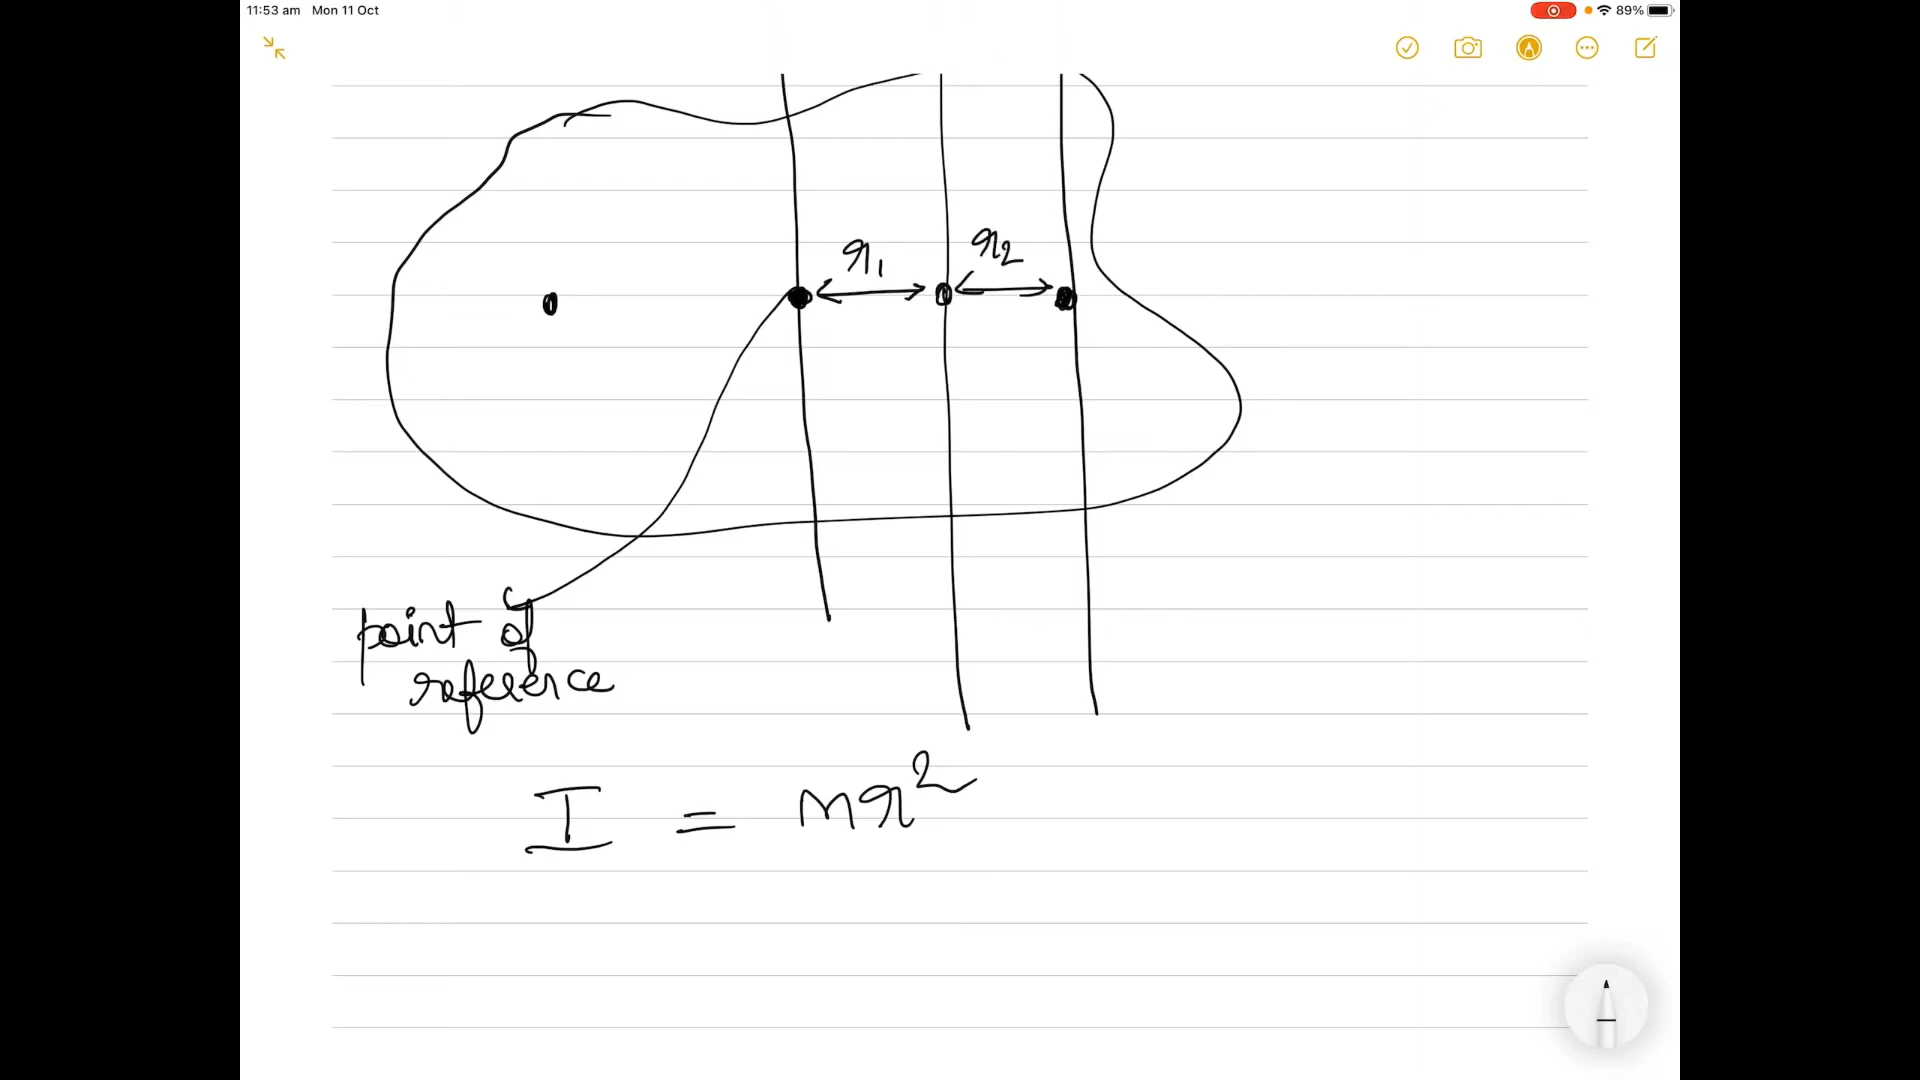 11:53 am Mon 11 Oct
89%
r1
r2
point of
reference
I = mr²